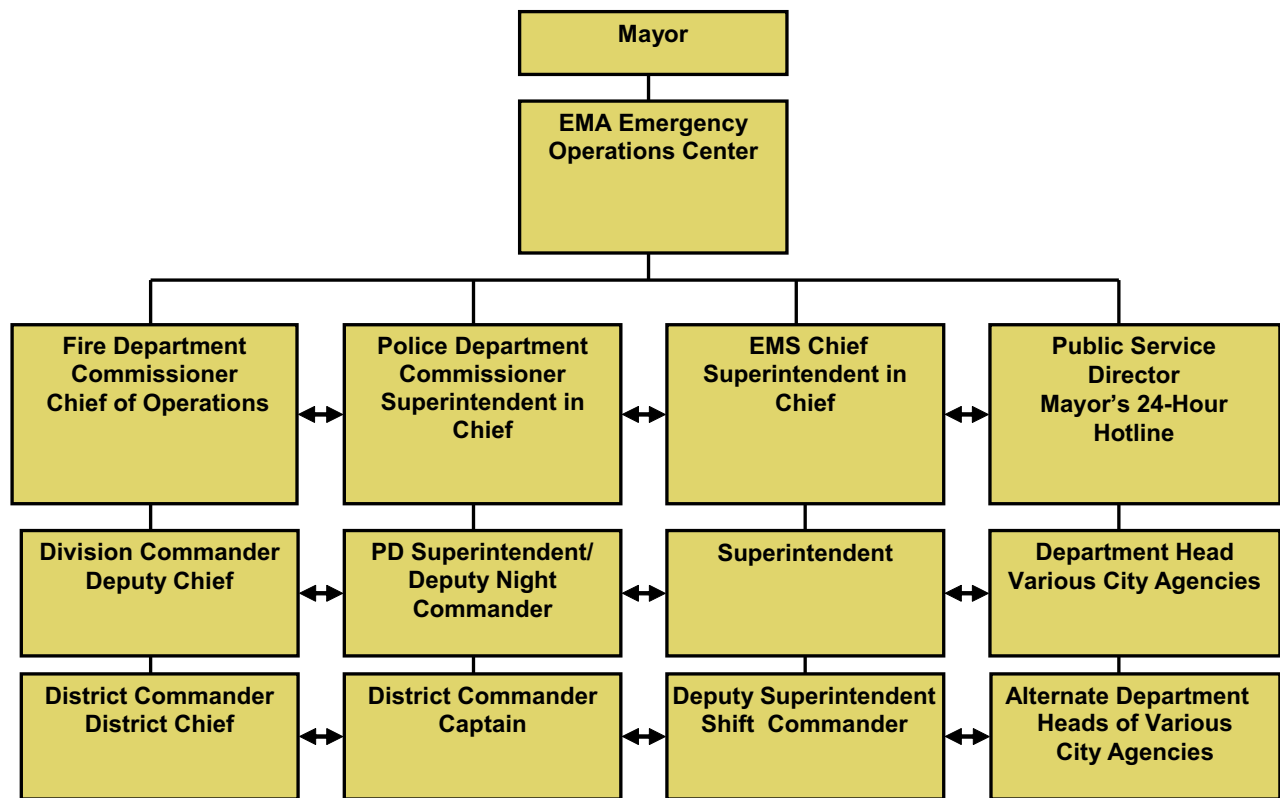 Mayor
EMA Emergency
Operations Center
Fire Department
Commissioner
Chief of Operations
Police Department
Commissioner
Superintendent in
Chief
EMS Chief
Superintendent in
Chief
Public Service
Director
Mayor’s 24-Hour
Hotline
Division Commander
Deputy Chief
PD Superintendent/
Deputy Night
Commander
Superintendent
Department Head
Various City Agencies
District Commander
District Chief
District Commander
Captain
Deputy Superintendent
Shift Commander
Alternate Department
Heads of Various
City Agencies